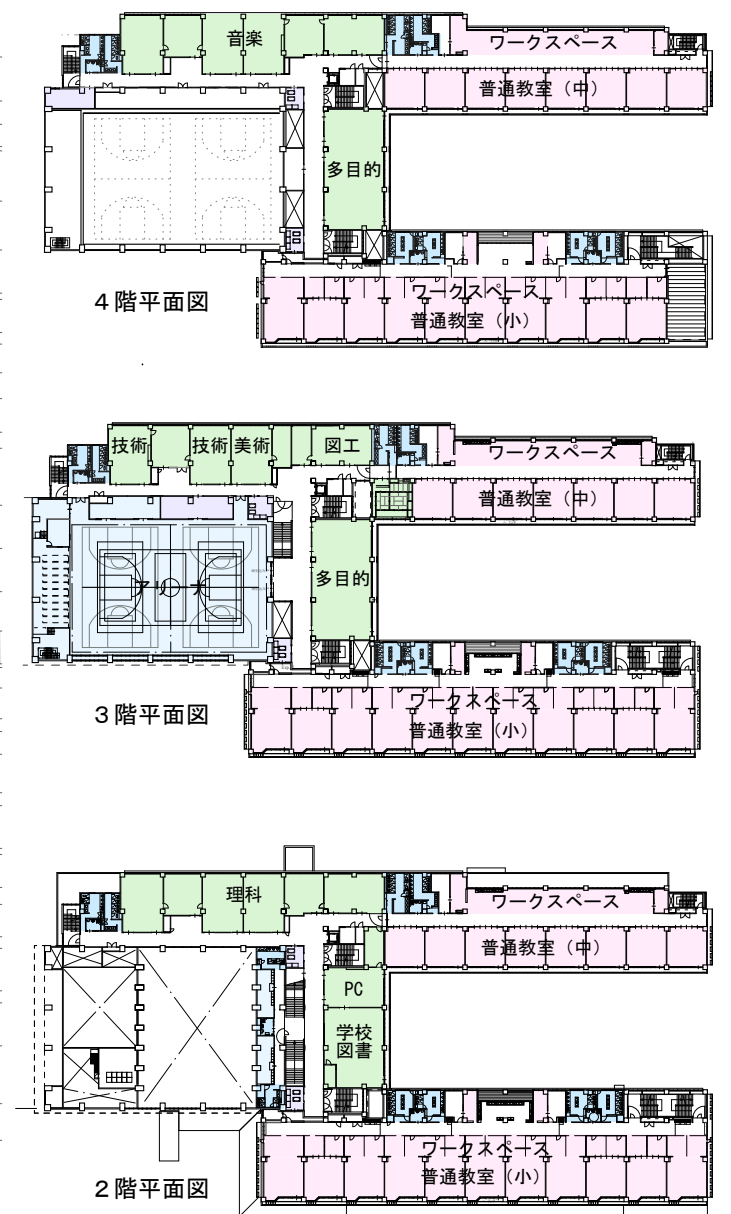 音楽
ワークスペース
普通教室（中）
多目的
ワークスペース
普通教室（小）
４階平面図
技術
技術
美術
図工
ワークスペース
普通教室（中）
アリーナ
多目的
ワークスペース
普通教室（小）
３階平面図
理科
ワークスペース
普通教室（中）
PC
学校
図書
ワークスペース
普通教室（小）
２階平面図